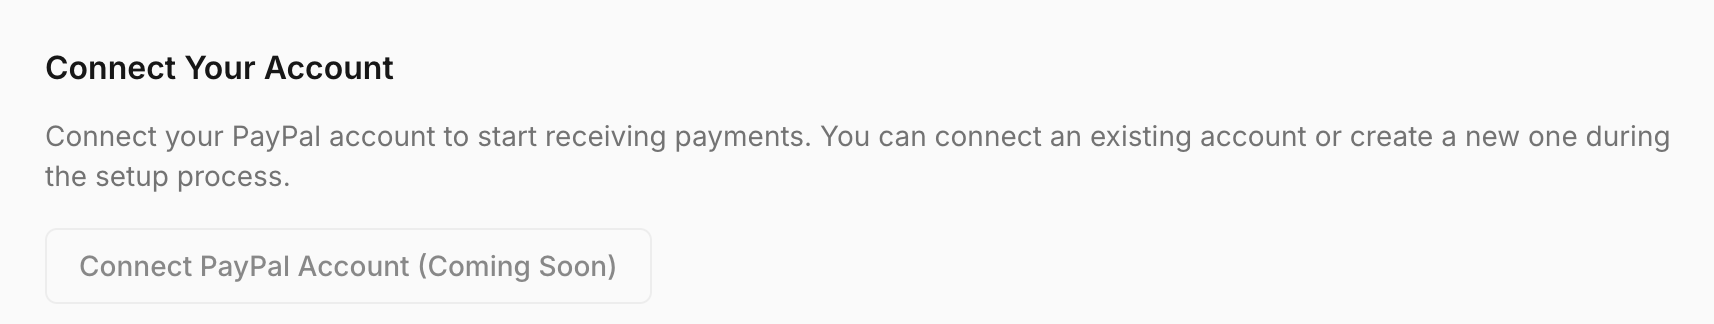 Connect Your Account
Connect your PayPal account to start receiving payments. You can connect an existing account or create a new one during
the setup process.
Connect PayPal Account (Coming Soon)